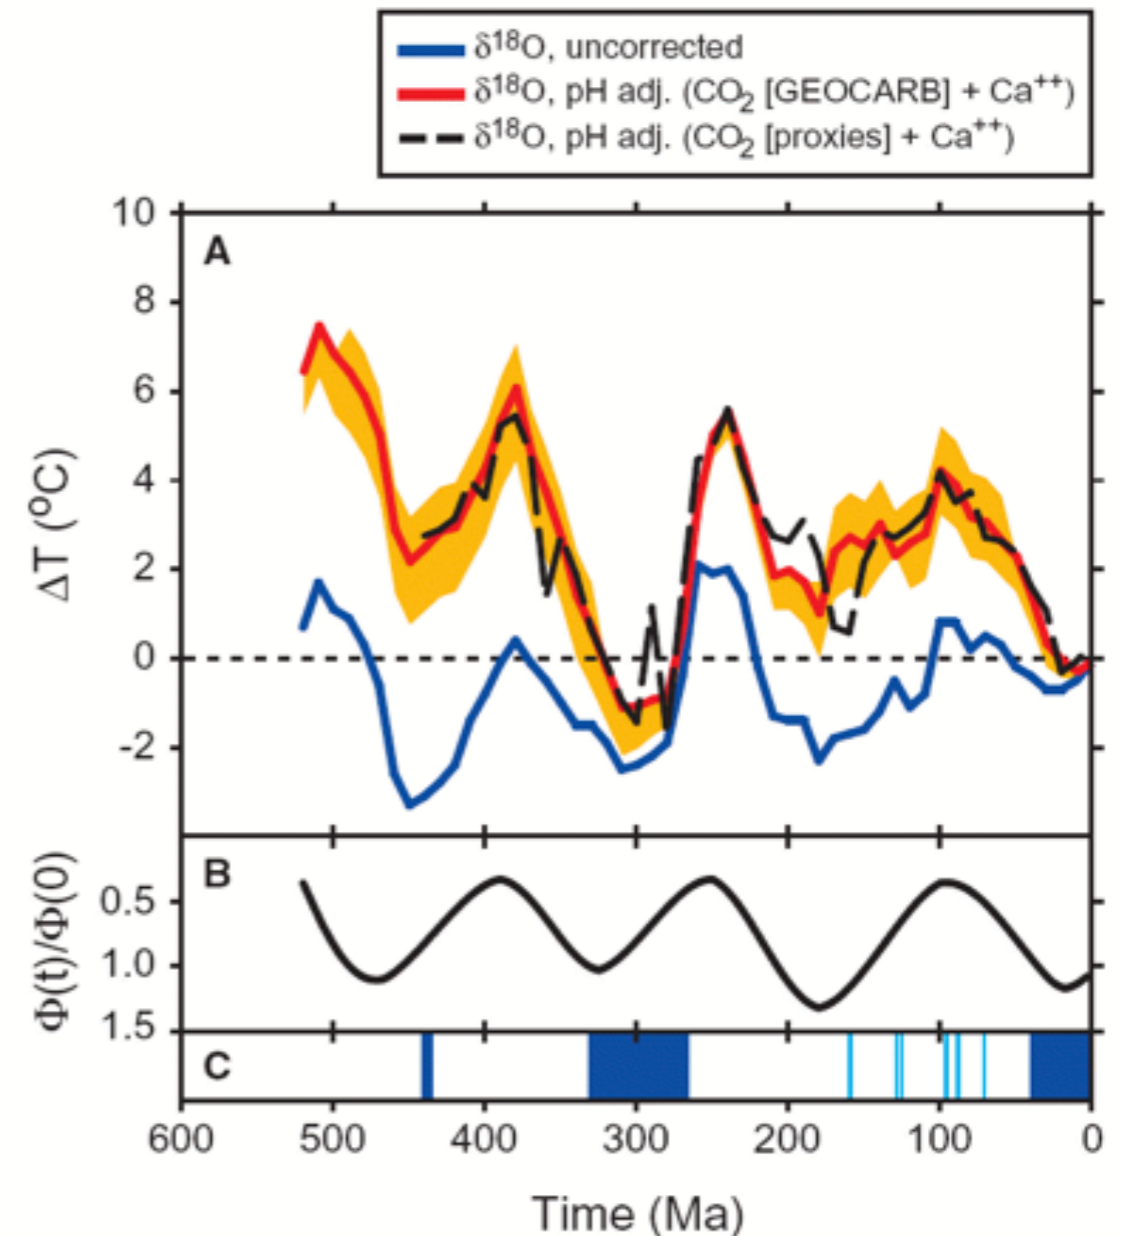 δ18O, uncorrected
δ18O, pH adj. (CO2 [GEOCARB] + Ca++)
δ18O, pH adj. (CO2 [proxies] + Ca++)
A
10
8
6
4
2
0
-2
ΔT (oC)
B
0.5
1.0
1.5
Φ(t)/Φ(0)
C
600 500 400 300 200 100 0
Time (Ma)